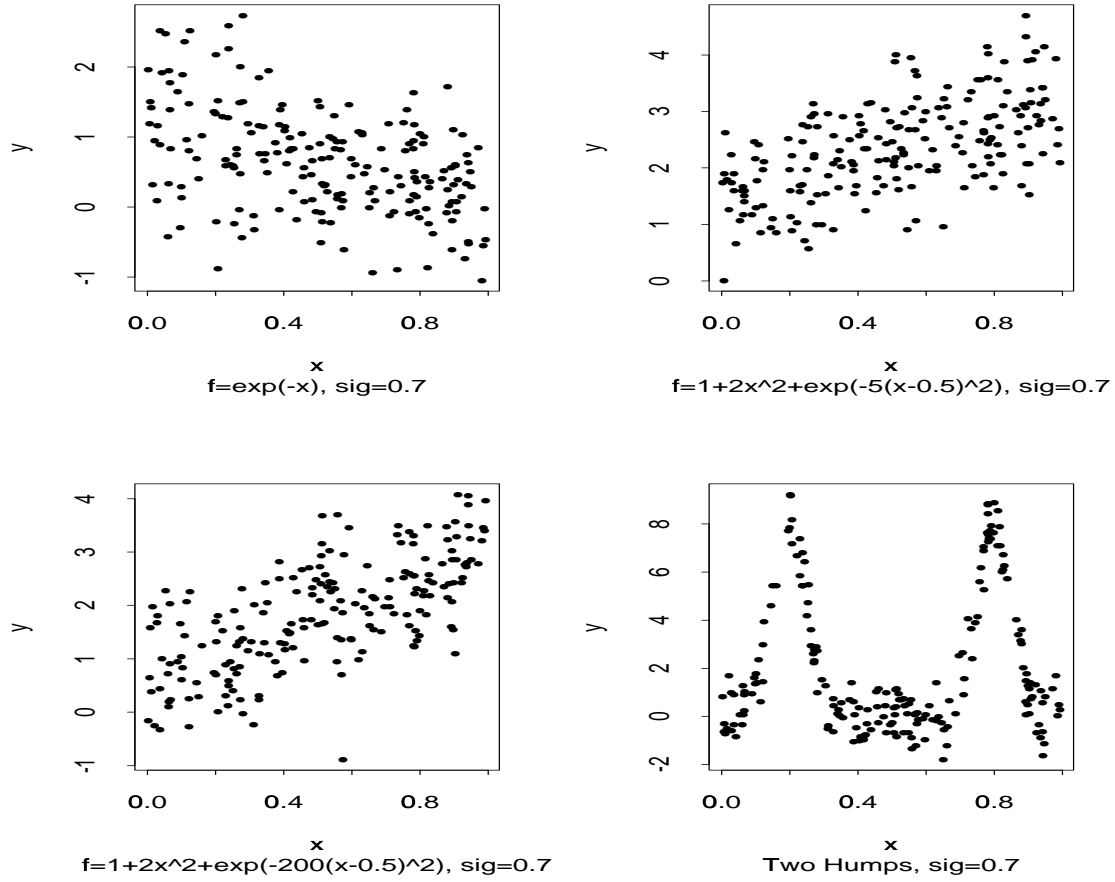 y
2
1
0
-1
0.0 0.4 0.8
x
f=exp(-x), sig=0.7
y
4
3
2
1
0
0.0 0.4 0.8
x
f=1+2x^2+exp(-5(x-0.5)^2), sig=0.7
y
4
3
2
1
0
-1
0.0 0.4 0.8
x
f=1+2x^2+exp(-200(x-0.5)^2), sig=0.7
y
8
6
4
2
0
-2
0.0 0.4 0.8
x
Two Humps, sig=0.7